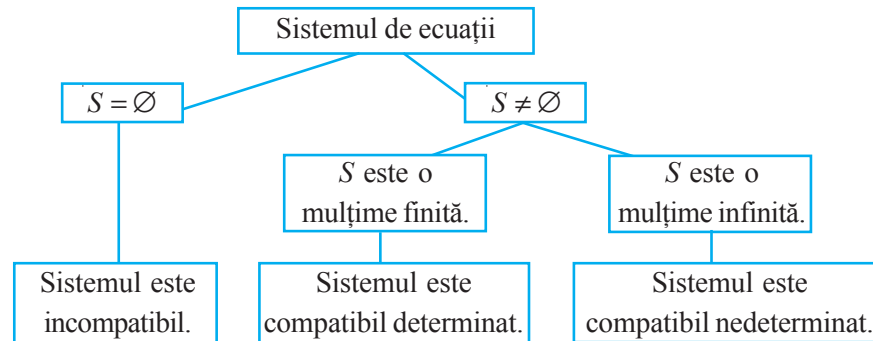 Sistemul de ecuații
S = ∅
S ≠ ∅
S este o
mulțime finită.
S este o
mulțime infinită.
Sistemul este
incompatibil.
Sistemul este
compatibil determinat.
Sistemul este
compatibil nedeterminat.